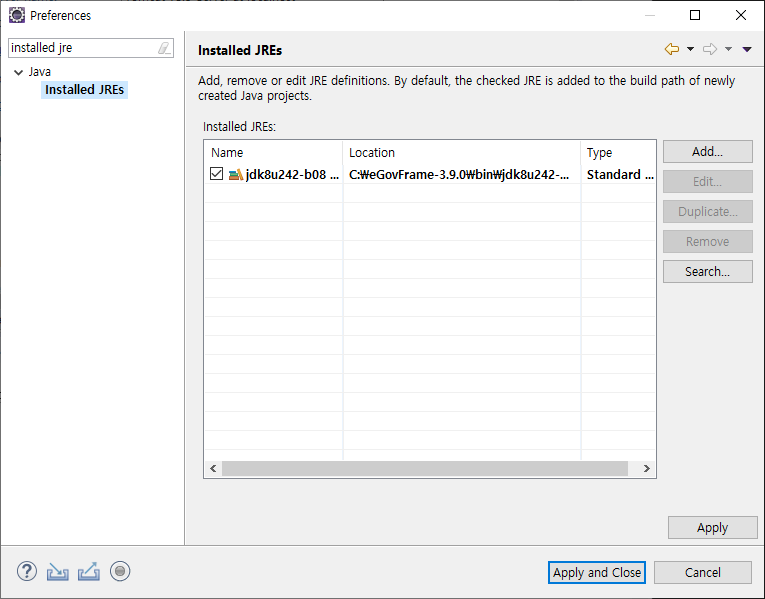 Preferences
installed jre
Java
Installed JREs
Installed JREs
Add, remove or edit JRE definitions. By default, the checked JRE is added to the build path of newly
created Java projects.
Installed JREs:
Name Location Type
jdk8u242-b08 ... C:₩eGovFrame-3.9.0₩bin₩jdk8u242-... Standard ...
Add...
Edit...
Duplicate...
Remove
Search...
Apply
Apply and Close Cancel